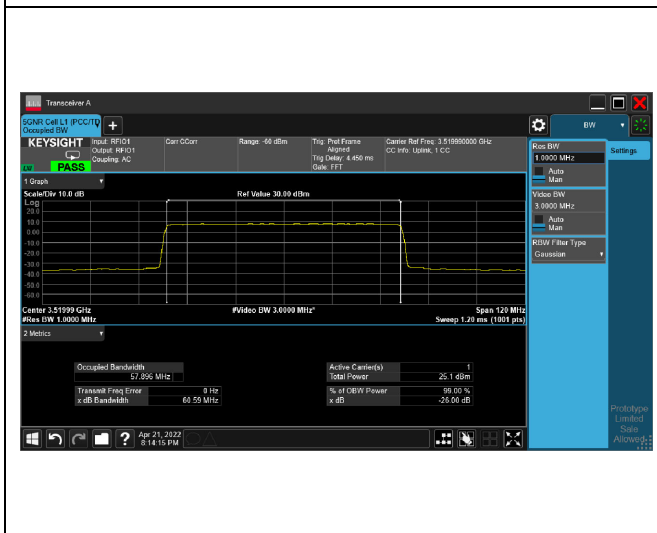 Transceiver A
5GNR Cell L1 (PCC/TD
Occupied BW
+
BW
KEYSIGHT
Input: RFIO1
Output: RFIO1
Coupling: AC
Corr CCorr
Range: -60 dBm
Trig: Pret Frame
Aligned
Trig Delay: 4.450 ms
Gate: FFT
Carrier Ref Freq: 3.519990000 GHz
CC Info: Uplink, 1 CC
PASS
Res BW
1.0000 MHz
Auto
Man
Settings
Video BW
3.0000 MHz
Auto
Man
RBW Filter Type
Gaussian
1 Graph
Scale/Div 10.0 dB
Ref Value 30.00 dBm
Log
20.0
10.0
0.00
-10.0
-20.0
-30.0
-40.0
-50.0
-60.0
Center 3.51999 GHz
#Video BW 3.0000 MHz*
Span 120 MHz
#Res BW 1.0000 MHz
Sweep 1.20 ms (1001 pts)
2 Metrics
Occupied Bandwidth
57.896 MHz
Active Carrier(s) 1
Total Power 25.1 dBm
Transmit Freq Error 0 Hz
x dB Bandwidth 60.59 MHz
% of OBW Power 99.00 %
x dB -26.00 dB
Prototype
Limited
Sale
Allowed
?
Apr 21, 2022
8:14:15 PM